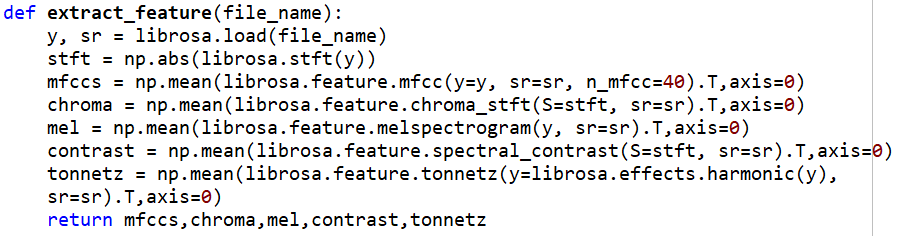 def extract_feature(file_name):
    y, sr = librosa.load(file_name)
    stft = np.abs(librosa.stft(y))
    mfccs = np.mean(librosa.feature.mfcc(y=y, sr=sr, n_mfcc=40).T,axis=0)
    chroma = np.mean(librosa.feature.chroma_stft(S=stft, sr=sr).T,axis=0)
    mel = np.mean(librosa.feature.melspectrogram(y, sr=sr).T,axis=0)
    contrast = np.mean(librosa.feature.spectral_contrast(S=stft, sr=sr).T,axis=0)
    tonnetz = np.mean(librosa.feature.tonnetz(y=librosa.effects.harmonic(y),
    sr=sr).T,axis=0)
    return mfccs,chroma,mel,contrast,tonnetz